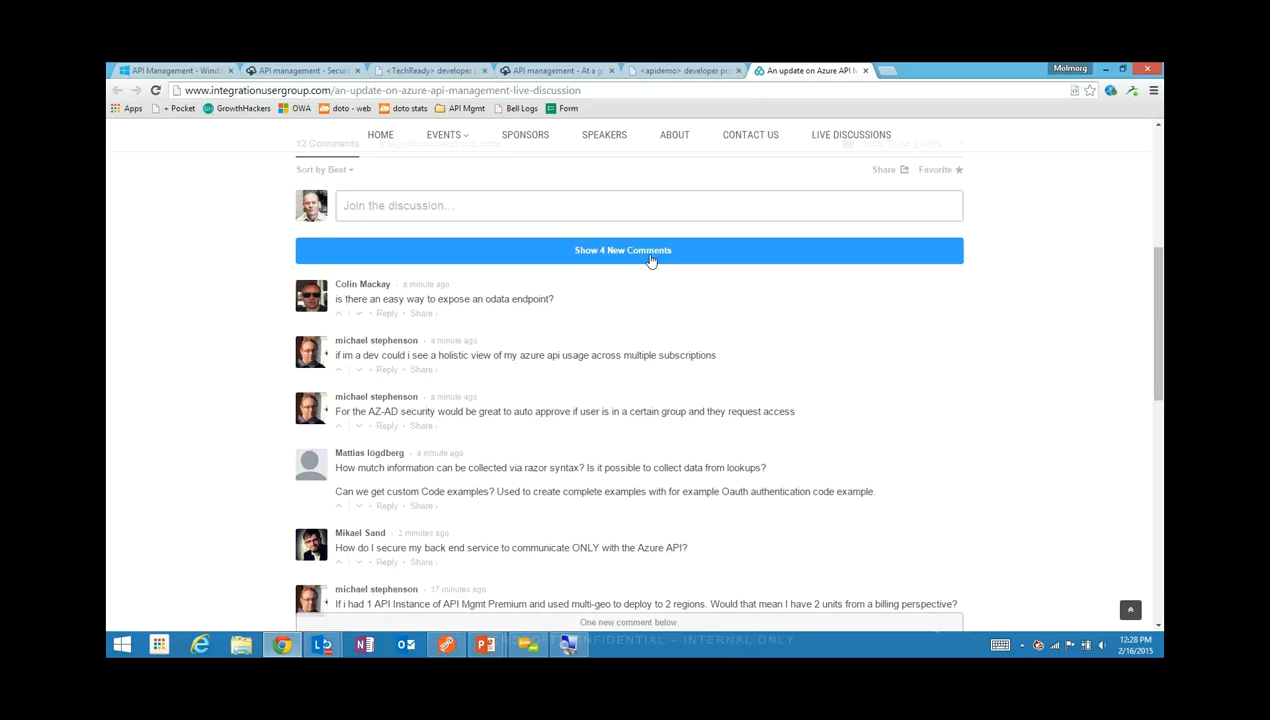 API Management - Wind
API management - Securi
<TechReady> developer p
API management - At a g
<apidemo> developer po
An update on Azure API M
Molmorg
www.integrationusergroup.com/an-update-on-azure-api-management-live-discussion
Apps
+ Pocket
GrowthHackers
OWA
doto - web
doto stats
API Mgmt
Bell Logs
Form
HOME
EVENTS
SPONSORS
SPEAKERS
ABOUT
CONTACT US
LIVE DISCUSSIONS
12 Comments
Sort by Best
Share
Favorite
Join the discussion…
Show 4 New Comments
Colin Mackay • a minute ago
is there an easy way to expose an odata endpoint?
Reply • Share ›
michael stephenson • a minute ago
if im a dev could i see a holistic view of my azure api usage across multiple subscriptions
Reply • Share ›
michael stephenson • a minute ago
For the AZ-AD security would be great to auto approve if user is in a certain group and they request access
Reply • Share ›
Mattias lögdberg • a minute ago
How mutch information can be collected via razor syntax? Is it possible to collect data from lookups?
Can we get custom Code examples? Used to create complete examples with for example Oauth authentication code example.
Reply • Share ›
Mikael Sand • 2 minutes ago
How do I secure my back end service to communicate ONLY with the Azure API?
Reply • Share ›
michael stephenson • 17 minutes ago
If i had 1 API Instance of API Mgmt Premium and used multi-geo to deploy to 2 regions. Would that mean I have 2 units from a billing perspective?
One new comment below.
CONFIDENTIAL – INTERNAL ONLY
12:28 PM
2/16/2015